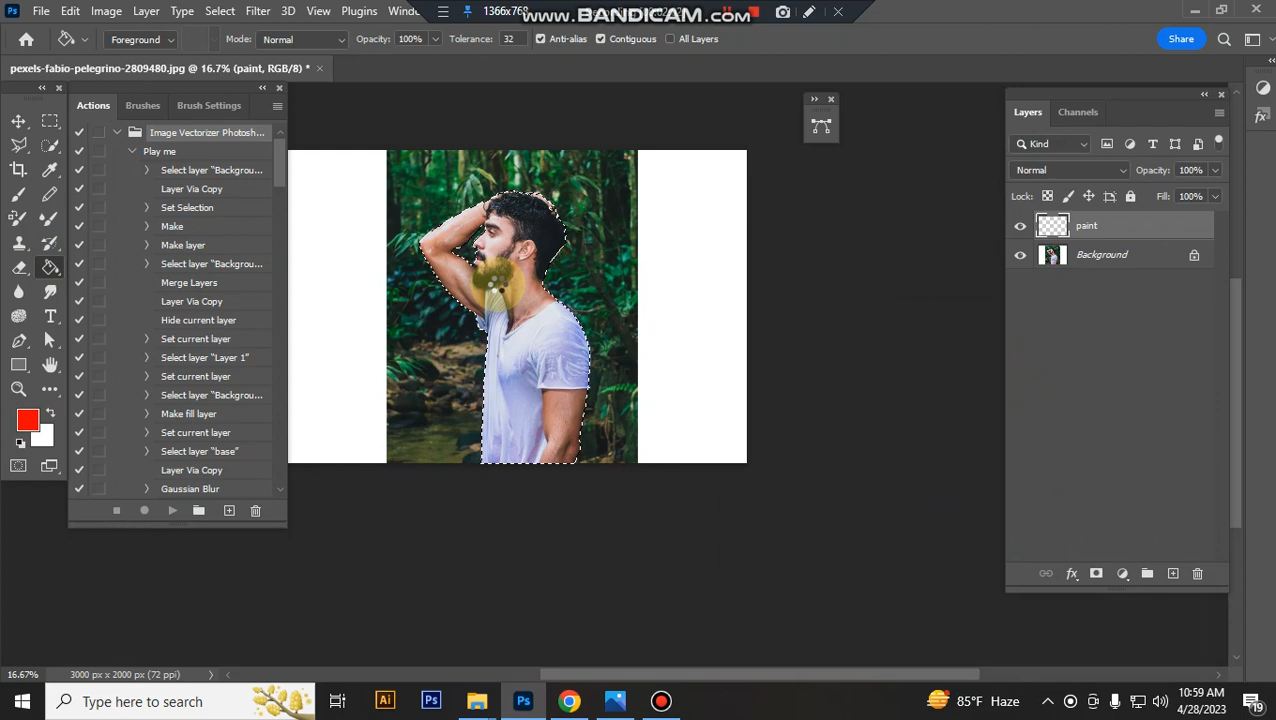 Ps File Edit Image Layer Type Select Filter 3D View Plugins Windo 1366x768
www.BANDICAM.com
Foreground Mode: Normal Opacity: 100% Tolerance: 32 Anti-alias Contiguous All Layers Share
pexels-fabio-pelegrino-2809480.jpg @ 16.7% (paint, RGB/8) *
Actions Brushes Brush Settings
Image Vectorizer Photosh...
Play me
Select layer “Backgrou...
Layer Via Copy
Set Selection
Make
Make layer
Select layer “Backgrou...
Merge Layers
Layer Via Copy
Hide current layer
Set current layer
Select layer “Layer 1”
Set current layer
Select layer “Backgrou...
Make fill layer
Set current layer
Select layer “base”
Layer Via Copy
Gaussian Blur
Layers Channels
Kind
Normal Opacity: 100%
Lock: Fill: 100%
paint
Background
16.67% 3000 px x 2000 px (72 ppi)
Type here to search
Ai Ps Ps
85°F Haze
10:59 AM
4/28/2023
19